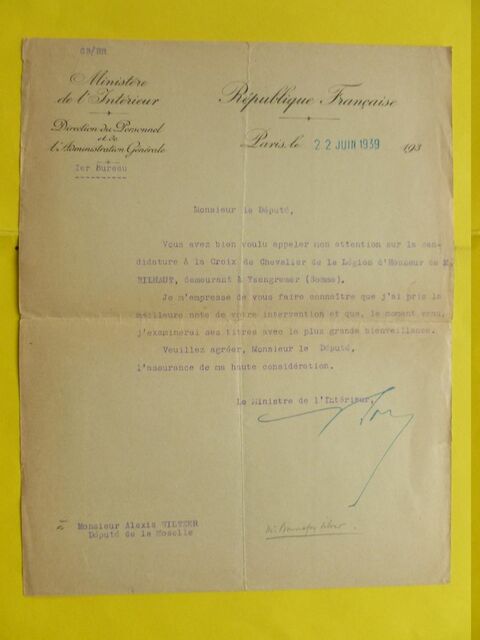 CB/BR
Ministère
de l'Intérieur
République Française
Direction du Personnel
et de
l'Administration Générale
Paris, le 22 JUIN 1939 193
Ier Bureau
Monsieur le Député,
Vous avez bien voulu appeler mon attention sur la can-
didature à la Croix de Chevalier de la Légion d'Honneur de M.
BILHAUT, demeurant à Ysengremer (Somme).
Je m'empresse de vous faire connaître que j'ai pris la
meilleure note de votre intervention et que, le moment venu,
j'examinerai ses titres avec la plus grande bienveillance.
Veuillez agréer, Monsieur le Député,
l'assurance de ma haute considération.
Le Ministre de l'Intérieur,
Monsieur Alexis WILTZER
Député de la Moselle